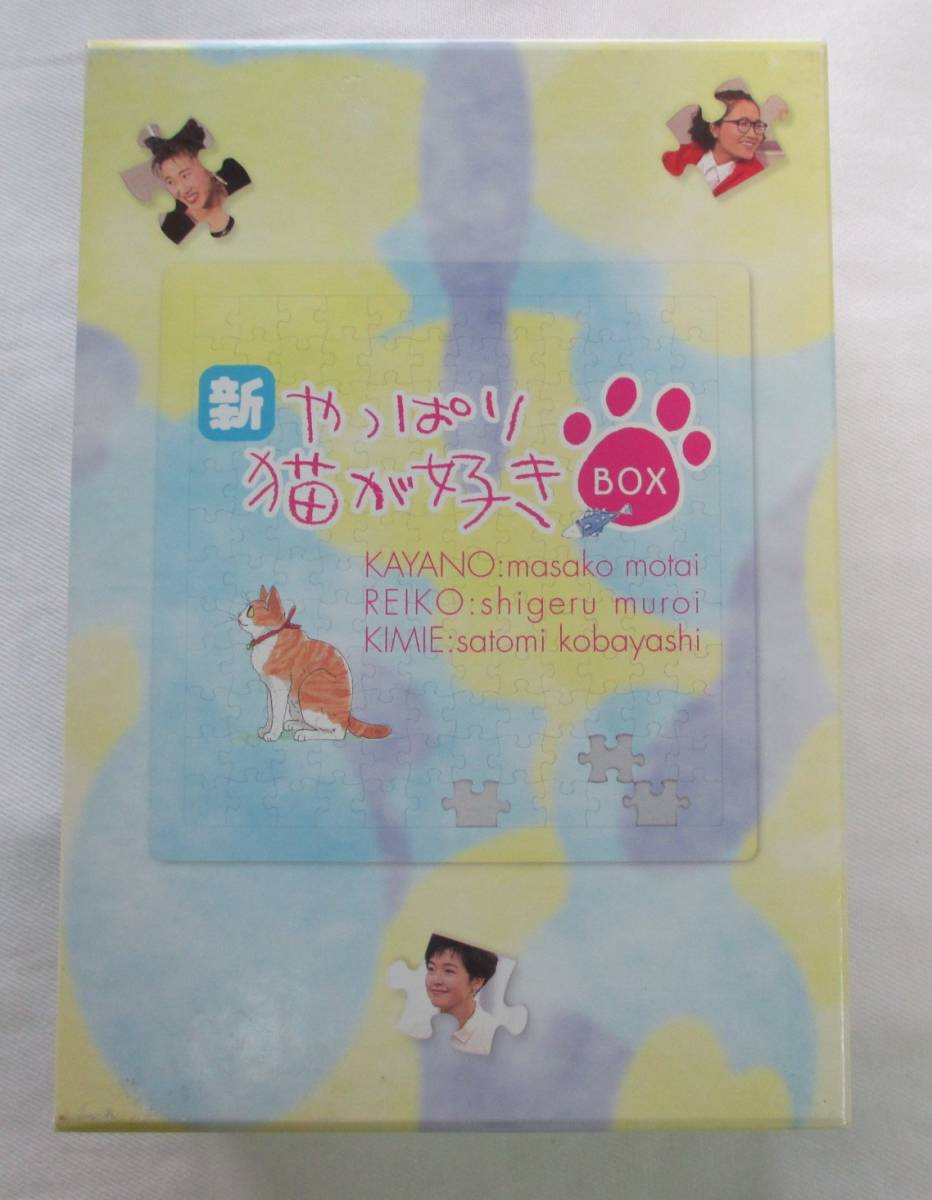 新 やっぱり
猫が好き BOX
KAYANO:masako motai
REIKO:shigeru muroi
KIMIE:satomi kobayashi